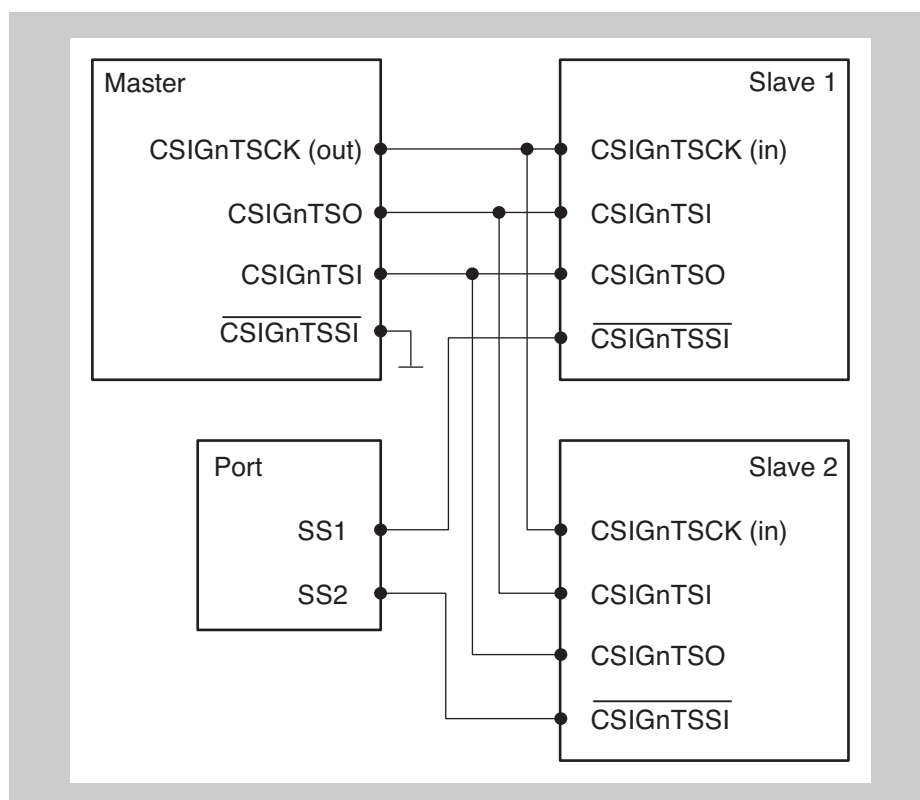 Master
CSIGnTSCK (out)
CSIGnTSO
CSIGnTSI
CSIGnTSSI
Slave 1
CSIGnTSCK (in)
CSIGnTSI
CSIGnTSO
CSIGnTSSI
Port
SS1
SS2
Slave 2
CSIGnTSCK (in)
CSIGnTSI
CSIGnTSO
CSIGnTSSI